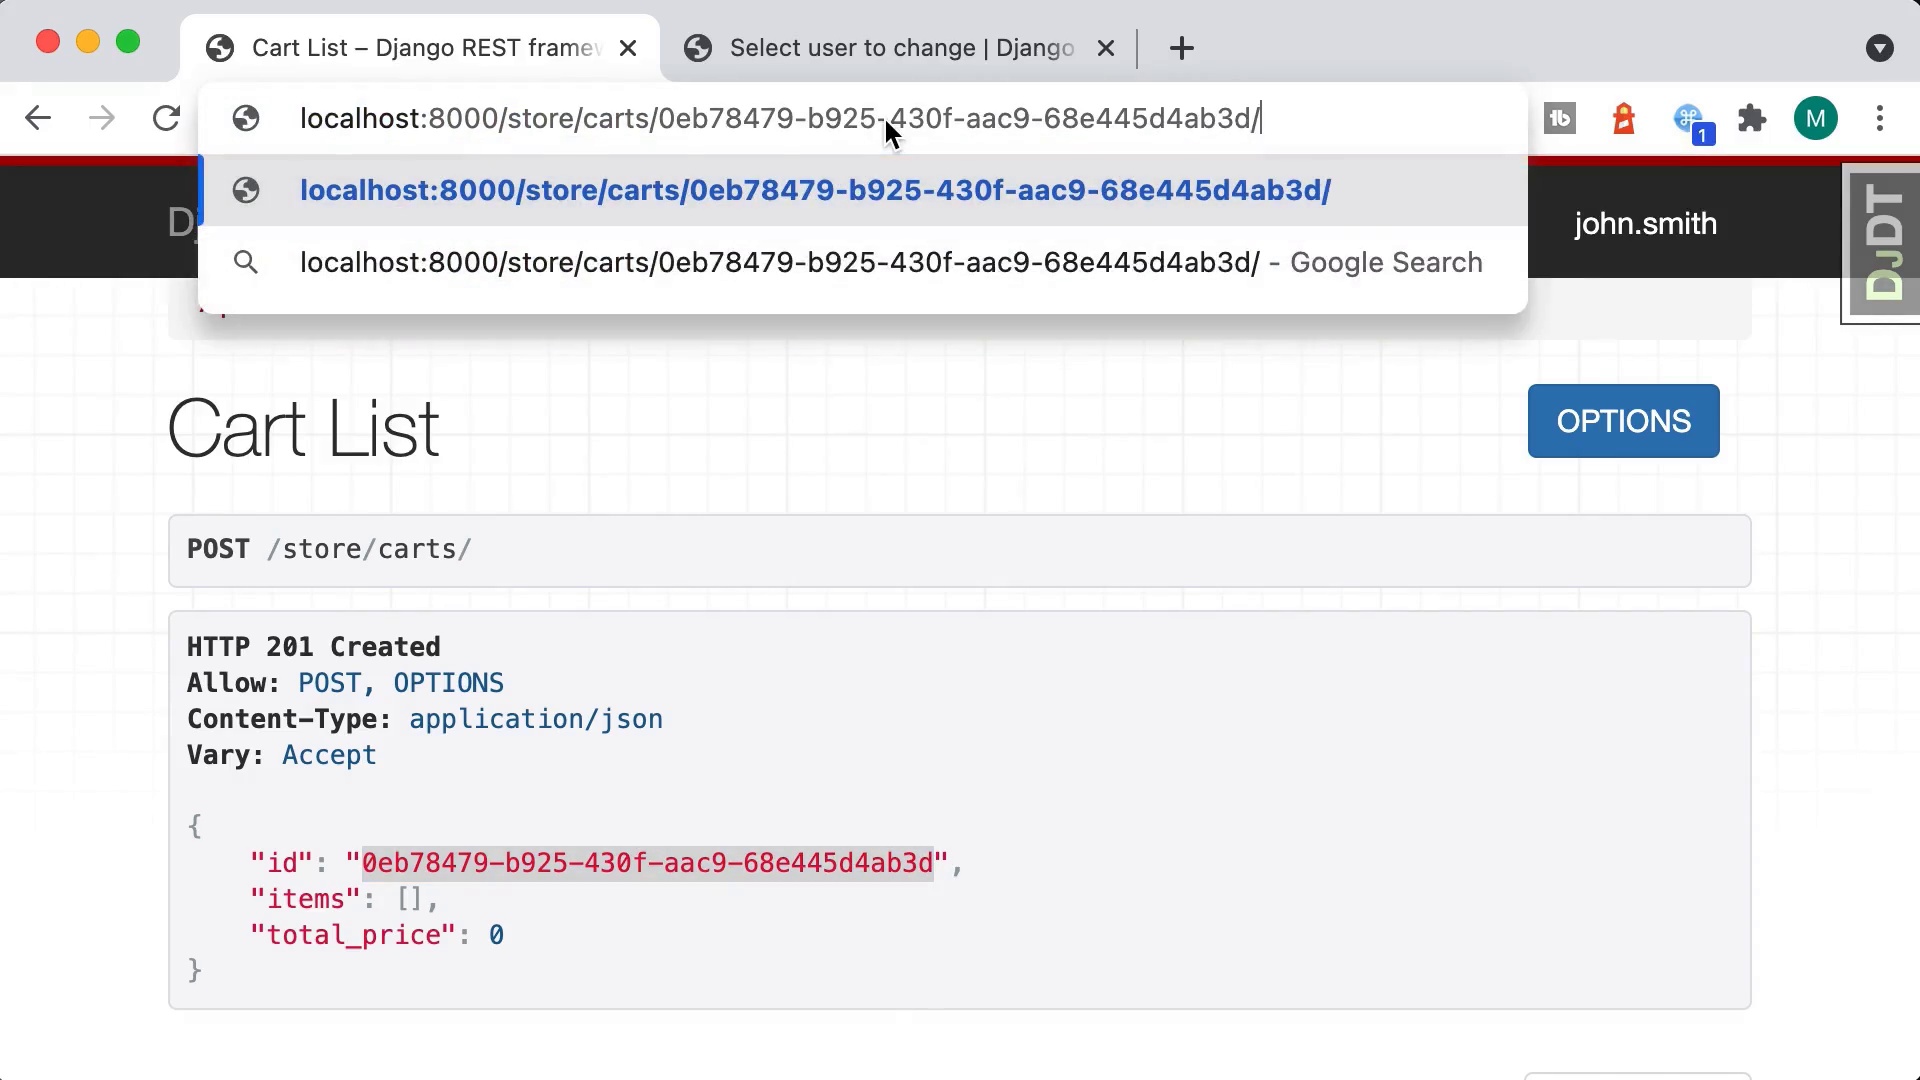 Cart List – Django REST framew
Select user to change | Django
localhost:8000/store/carts/0eb78479-b925-430f-aac9-68e445d4ab3d/
M
1
localhost:8000/store/carts/0eb78479-b925-430f-aac9-68e445d4ab3d/
localhost:8000/store/carts/0eb78479-b925-430f-aac9-68e445d4ab3d/ - Google Search
john.smith
DJDT
Cart List
OPTIONS
POST /store/carts/
HTTP 201 Created
Allow: POST, OPTIONS
Content-Type: application/json
Vary: Accept
{
"id": "0eb78479-b925-430f-aac9-68e445d4ab3d",
"items": [],
"total_price": 0
}